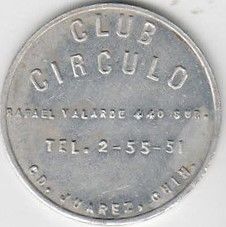 CLUB
CIRCULO
RAFAEL VALARDE 440 SUR.
TEL. 2-55-51
CD. JUAREZ, CHIH.